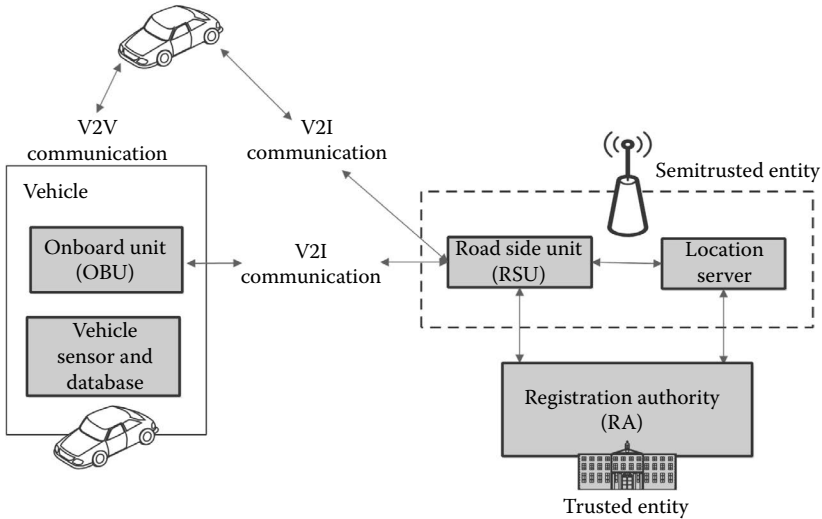 V2V
communication
V2I
communication
Semitrusted entity
Vehicle
Onboard unit
(OBU)
V2I
communication
Road side unit
(RSU)
Location
server
Vehicle
sensor and
database
Registration authority
(RA)
Trusted entity